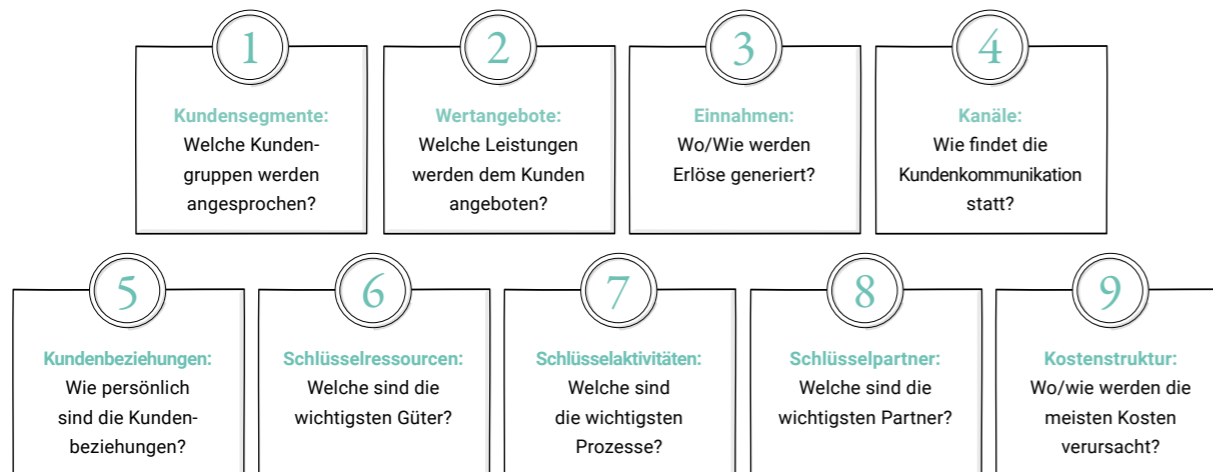 1
Kundensegmente:
Welche Kunden-
gruppen werden
angesprochen?
2
Wertangebote:
Welche Leistungen
werden dem Kunden
angeboten?
3
Einnahmen:
Wo/Wie werden
Erlöse generiert?
4
Kanäle:
Wie findet die
Kundenkommunikation
statt?
5
Kundenbeziehungen:
Wie persönlich
sind die Kunden-
beziehungen?
6
Schlüsselressourcen:
Welche sind die
wichtigsten Güter?
7
Schlüsselaktivitäten:
Welche sind
die wichtigsten
Prozesse?
8
Schlüsselpartner:
Welche sind die
wichtigsten Partner?
9
Kostenstruktur:
Wo/wie werden die
meisten Kosten
verursacht?